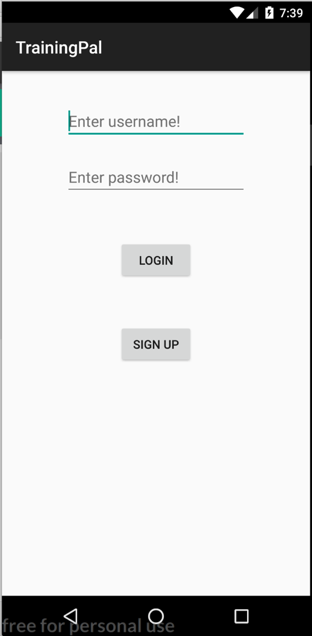 7:39
TrainingPal
Enter username!
Enter password!
LOGIN
SIGN UP
free for personal use